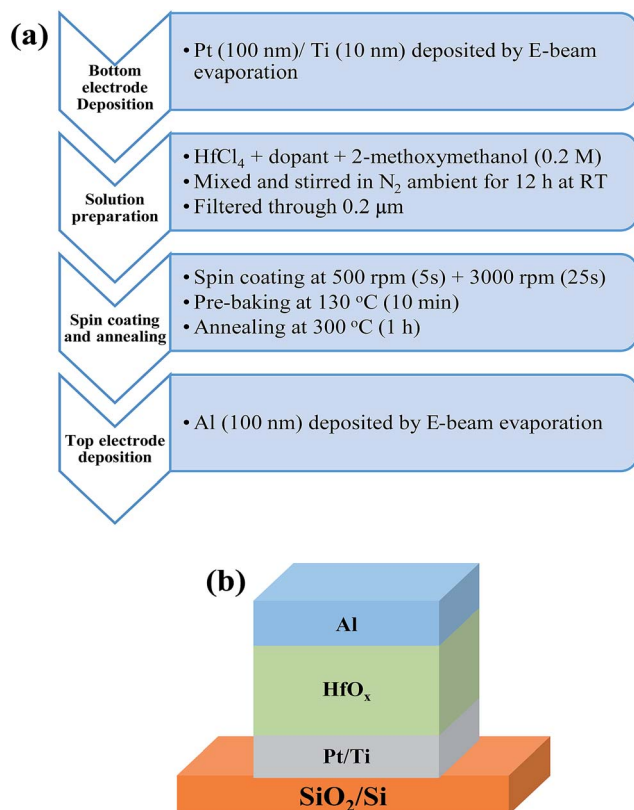 (a)
Bottom
electrode
Deposition
• Pt (100 nm)/ Ti (10 nm) deposited by E-beam
evaporation
Solution
preparation
• HfCl₄ + dopant + 2-methoxymethanol (0.2 M)
• Mixed and stirred in N₂ ambient for 12 h at RT
• Filtered through 0.2 μm
Spin coating
and annealing
• Spin coating at 500 rpm (5s) + 3000 rpm (25s)
• Pre-baking at 130 °C (10 min)
• Annealing at 300 °C (1 h)
Top electrode
deposition
• Al (100 nm) deposited by E-beam evaporation
(b)
Al
HfOₓ
Pt/Ti
SiO₂/Si